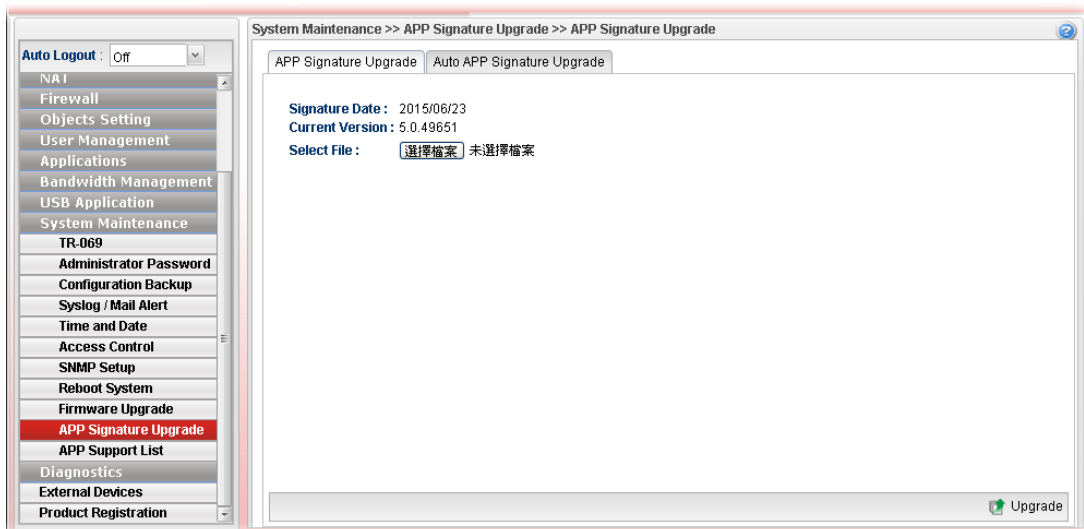 System Maintenance >> APP Signature Upgrade >> APP Signature Upgrade
Auto Logout : Off
NAT
Firewall
Objects Setting
User Management
Applications
Bandwidth Management
USB Application
System Maintenance
TR-069
Administrator Password
Configuration Backup
Syslog / Mail Alert
Time and Date
Access Control
SNMP Setup
Reboot System
Firmware Upgrade
APP Signature Upgrade
APP Support List
Diagnostics
External Devices
Product Registration
APP Signature Upgrade
Auto APP Signature Upgrade
Signature Date : 2015/06/23
Current Version : 5.0.49651
Select File : 選擇檔案 未選擇檔案
Upgrade